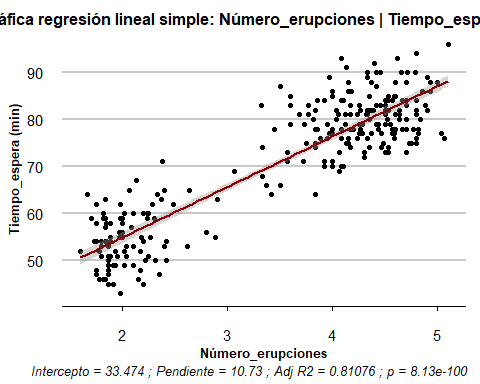 áfica regresión lineal simple: Número_erupciones | Tiempo_esp
90
80
70
60
50
Tiempo_espera (min)
2
3
4
5
Número_erupciones
Intercepto = 33.474 ; Pendiente = 10.73 ; Adj R2 = 0.81076 ; p = 8.13e-100